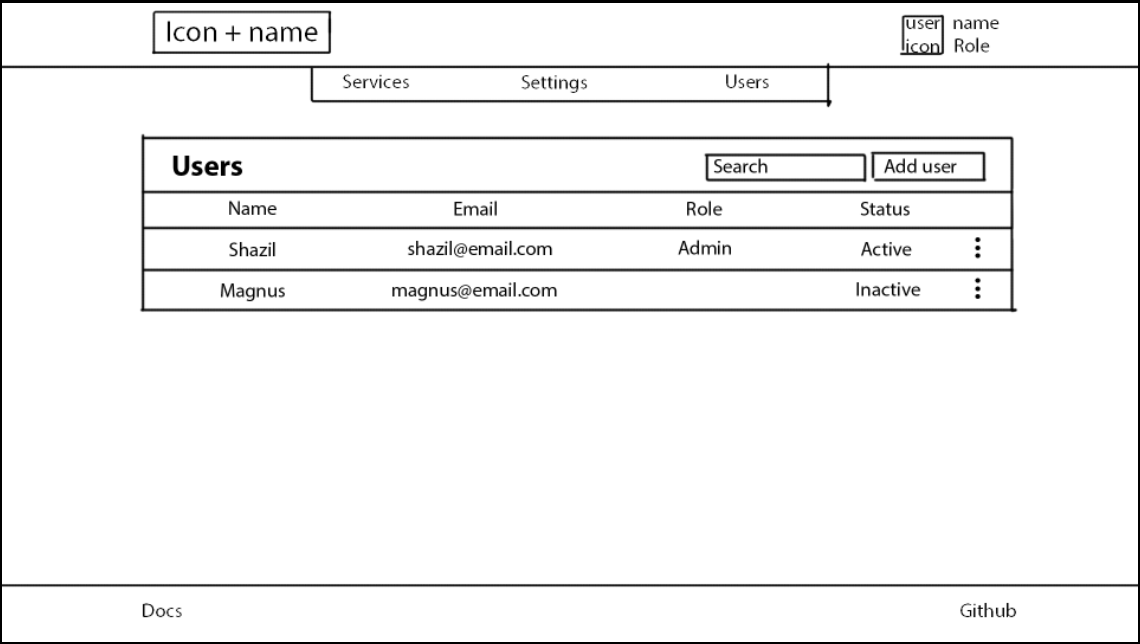 Icon + name
user icon
name
Role
Services Settings Users
Users
Search Add user
Name Email Role Status
Shazil shazil@email.com Admin Active
Magnus magnus@email.com Inactive
Docs Github